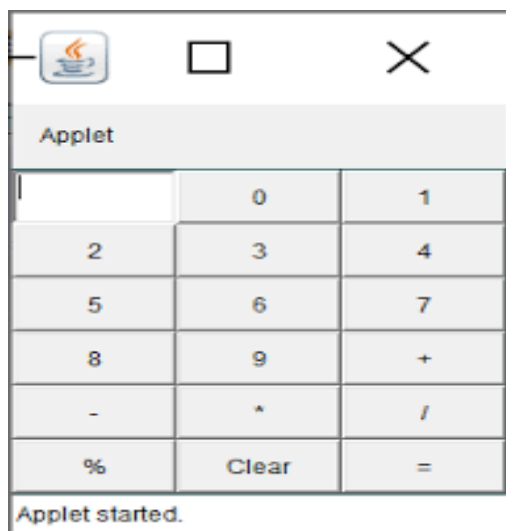 Applet
0 1
2 3 4
5 6 7
8 9 +
- * /
% Clear =
Applet started.